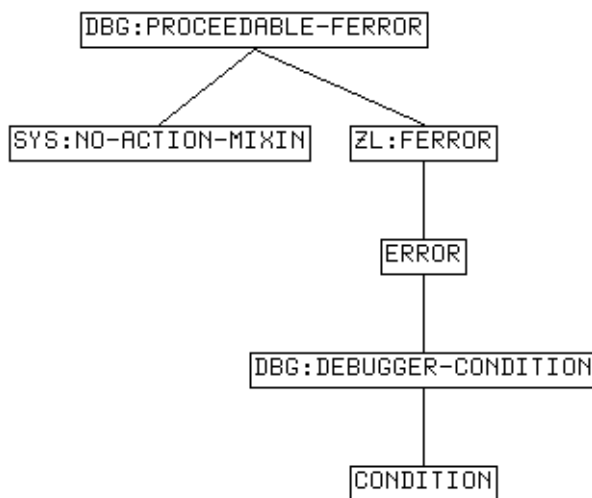 DBG:PROCEEDABLE-FERROR
SYS:NO-ACTION-MIXIN
ZL:FERROR
ERROR
DBG:DEBUGGER-CONDITION
CONDITION